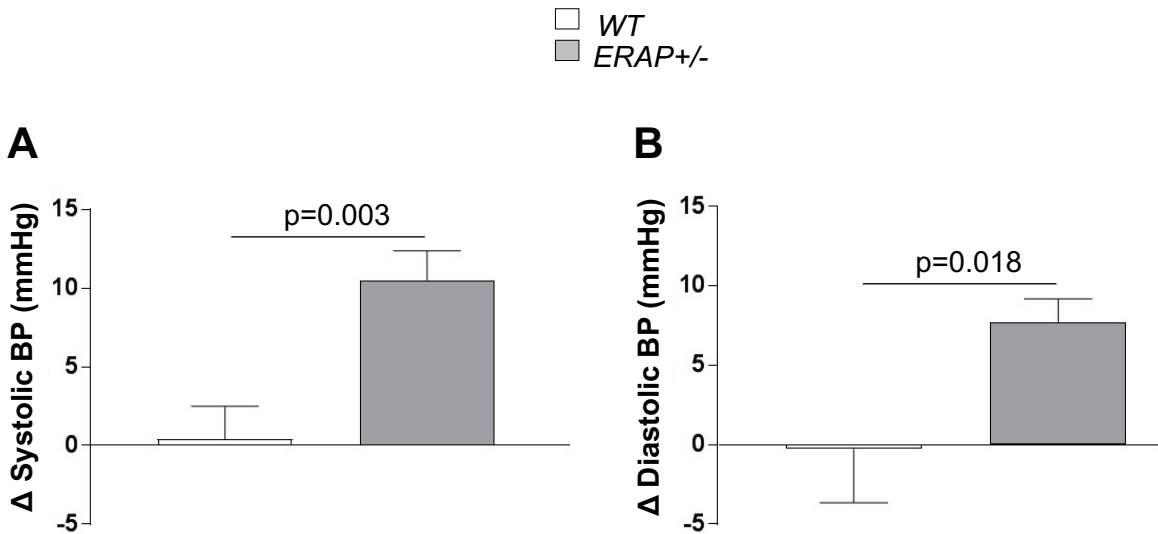 WT
ERAP+/-
A
B
Δ Systolic BP (mmHg)
15
10
5
0
-5
p=0.003
Δ Diastolic BP (mmHg)
15
10
5
0
-5
p=0.018